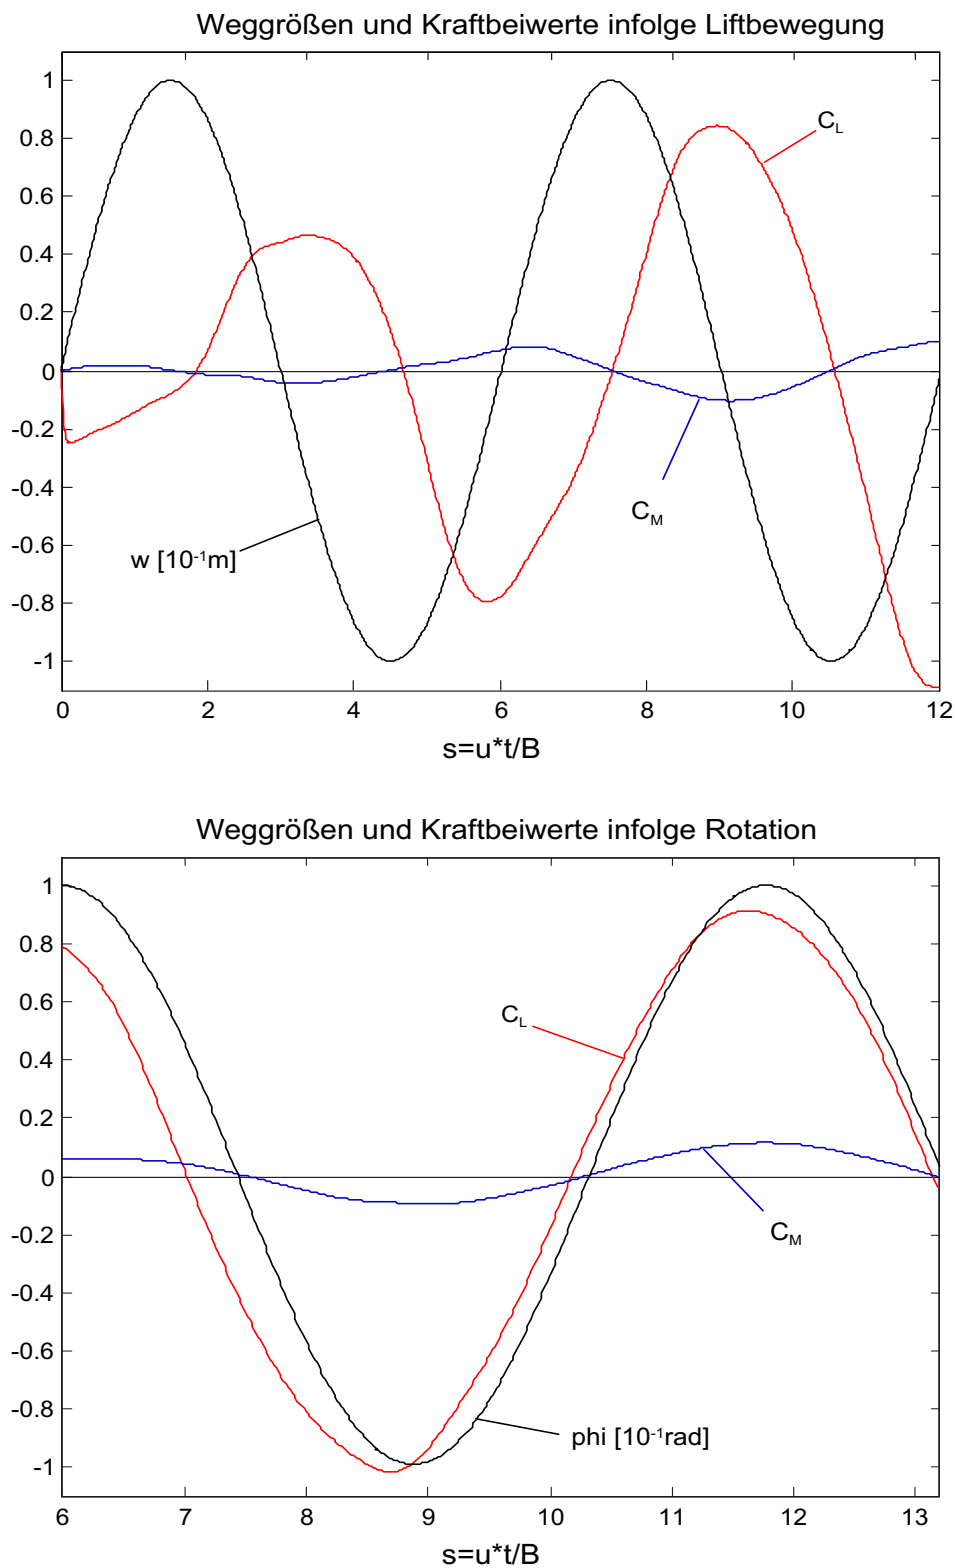 Weggrößen und Kraftbeiwerte infolge Liftbewegung
1
0.8
0.6
0.4
0.2
0
-0.2
-0.4
-0.6
-0.8
-1
C_L
C_M
w [10⁻¹m]
0 2 4 6 8 10 12
s=u*t/B
Weggrößen und Kraftbeiwerte infolge Rotation
1
0.8
0.6
0.4
0.2
0
-0.2
-0.4
-0.6
-0.8
-1
C_L
C_M
phi [10⁻¹rad]
6 7 8 9 10 11 12 13
s=u*t/B